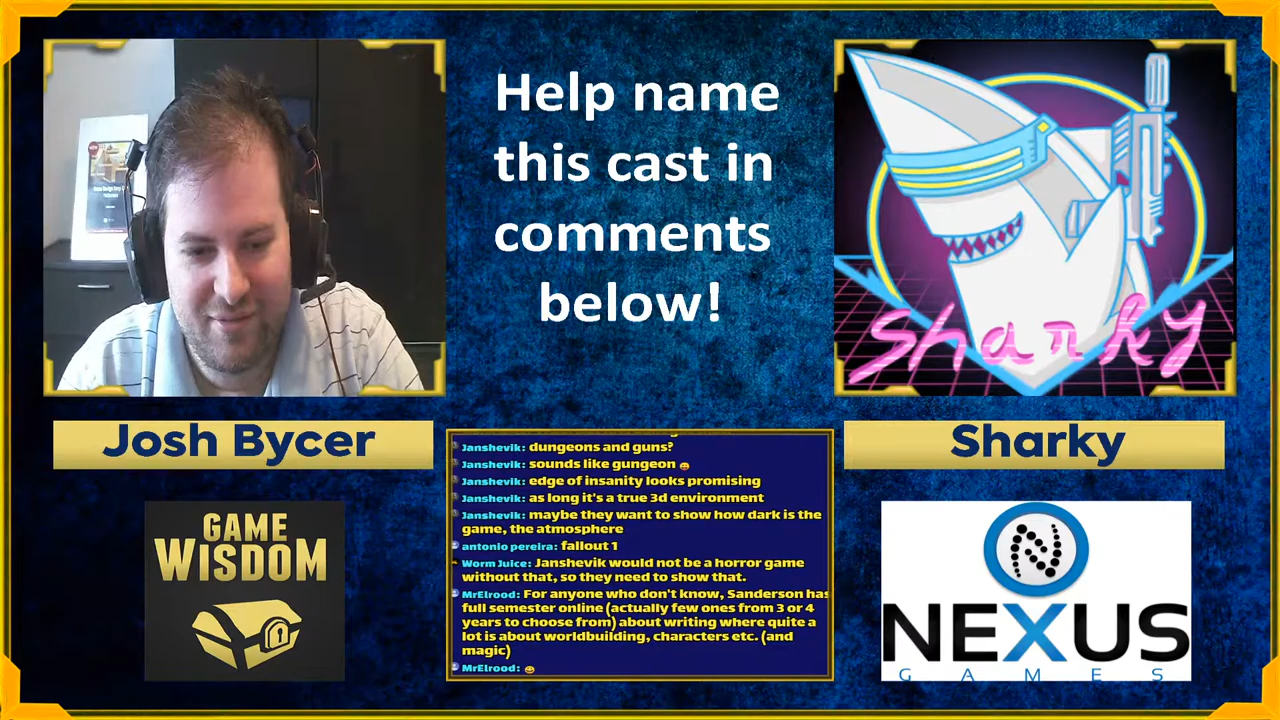 Help name
this cast in
comments
below!
Sharky
Josh Bycer
Sharky
Janshevik: dungeons and guns?
Janshevik: sounds like gungeon
Janshevik: edge of insanity looks promising
Janshevik: as long it's a true 3d environment
Janshevik: maybe they want to show how dark is the
game, the atmosphere
antonio pereira: fallout 1
Worm Juice: Janshevik would not be a horror game
without that, so they need to show that.
MrElrood: For anyone who don't know, Sanderson has
full semester online (actually few ones from 3 or 4
years to choose from) about writing where quite a
lot is about worldbuilding, characters etc. (and
magic)
MrElrood:
GAME
WISDOM
NEXUS
GAMES